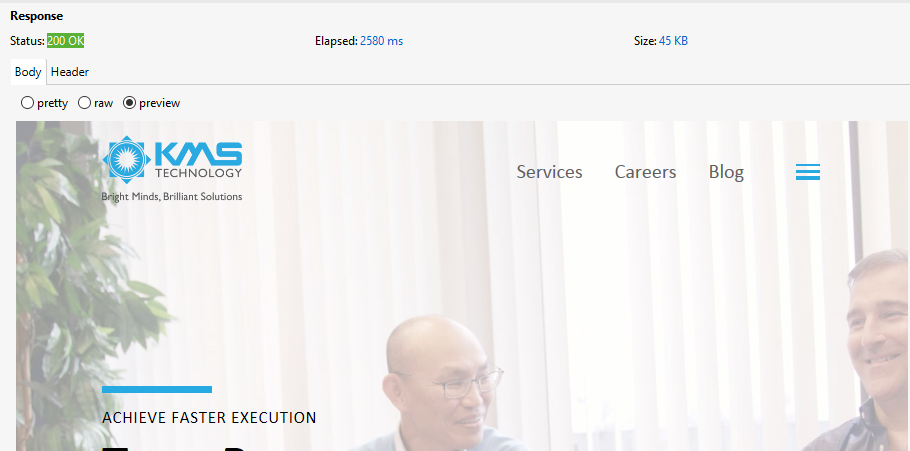 Response
Status: 200 OK Elapsed: 2580 ms Size: 45 KB
Body Header
pretty raw preview
KMS
TECHNOLOGY
Bright Minds, Brilliant Solutions
Services Careers Blog
ACHIEVE FASTER EXECUTION